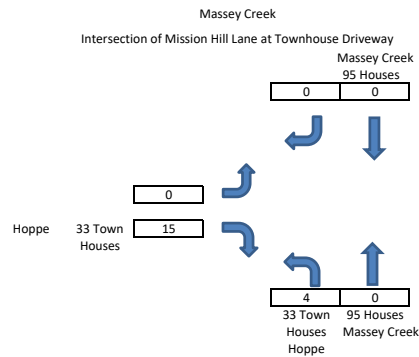 Massey Creek
Intersection of Mission Hill Lane at Townhouse Driveway
Massey Creek
95 Houses
0 0
0
Hoppe 33 Town 15
Houses
4 0
33 Town 95 Houses
Houses Massey Creek
Hoppe